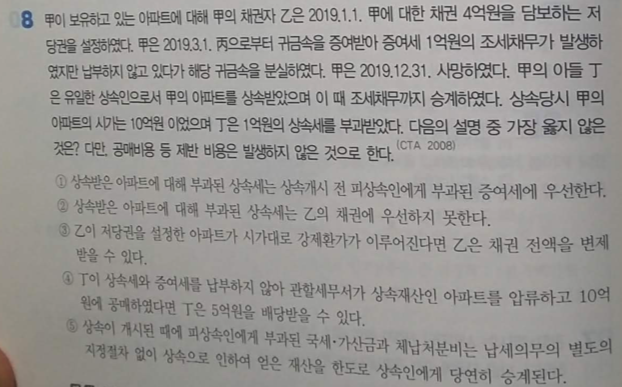 8 甲이 보유하고 있는 아파트에 대해 甲의 채권자 乙은 2019.1.1. 甲에 대한 채권 4억원을 담보하는 저
당권을 설정하였다. 甲은 2019.3.1. 丙으로부터 귀금속을 증여받아 증여세 1억원의 조세채무가 발생하
였지만 납부하지 않고 있다가 해당 귀금속을 분실하였다. 甲은 2019.12.31. 사망하였다. 甲의 아들 丁
은 유일한 상속인으로서 甲의 아파트를 상속받았으며 이 때 조세채무까지 승계하였다. 상속당시 甲의
아파트의 시가는 10억원 이었으며 丁은 1억원의 상속세를 부과받았다. 다음의 설명 중 가장 옳지 않은
것은? 다만, 공매비용 등 제반 비용은 발생하지 않은 것으로 한다. (CTA 2008)
① 상속받은 아파트에 대해 부과된 상속세는 상속개시 전 피상속인에게 부과된 증여세에 우선한다.
② 상속받은 아파트에 대해 부과된 상속세는 乙의 채권에 우선하지 못한다.
③ 乙이 저당권을 설정한 아파트가 시가대로 강제환가가 이루어진다면 乙은 채권 전액을 변제
받을 수 있다.
④ 丁이 상속세와 증여세를 납부하지 않아 관할세무서가 상속재산인 아파트를 압류하고 10억
원에 공매하였다면 丁은 5억원을 배당받을 수 있다.
⑤ 상속이 개시된 때에 피상속인에게 부과된 국세·가산금과 체납처분비는 납세의무의 별도의
지정절차 없이 상속으로 인하여 얻은 재산을 한도로 상속인에게 당연히 승계된다.